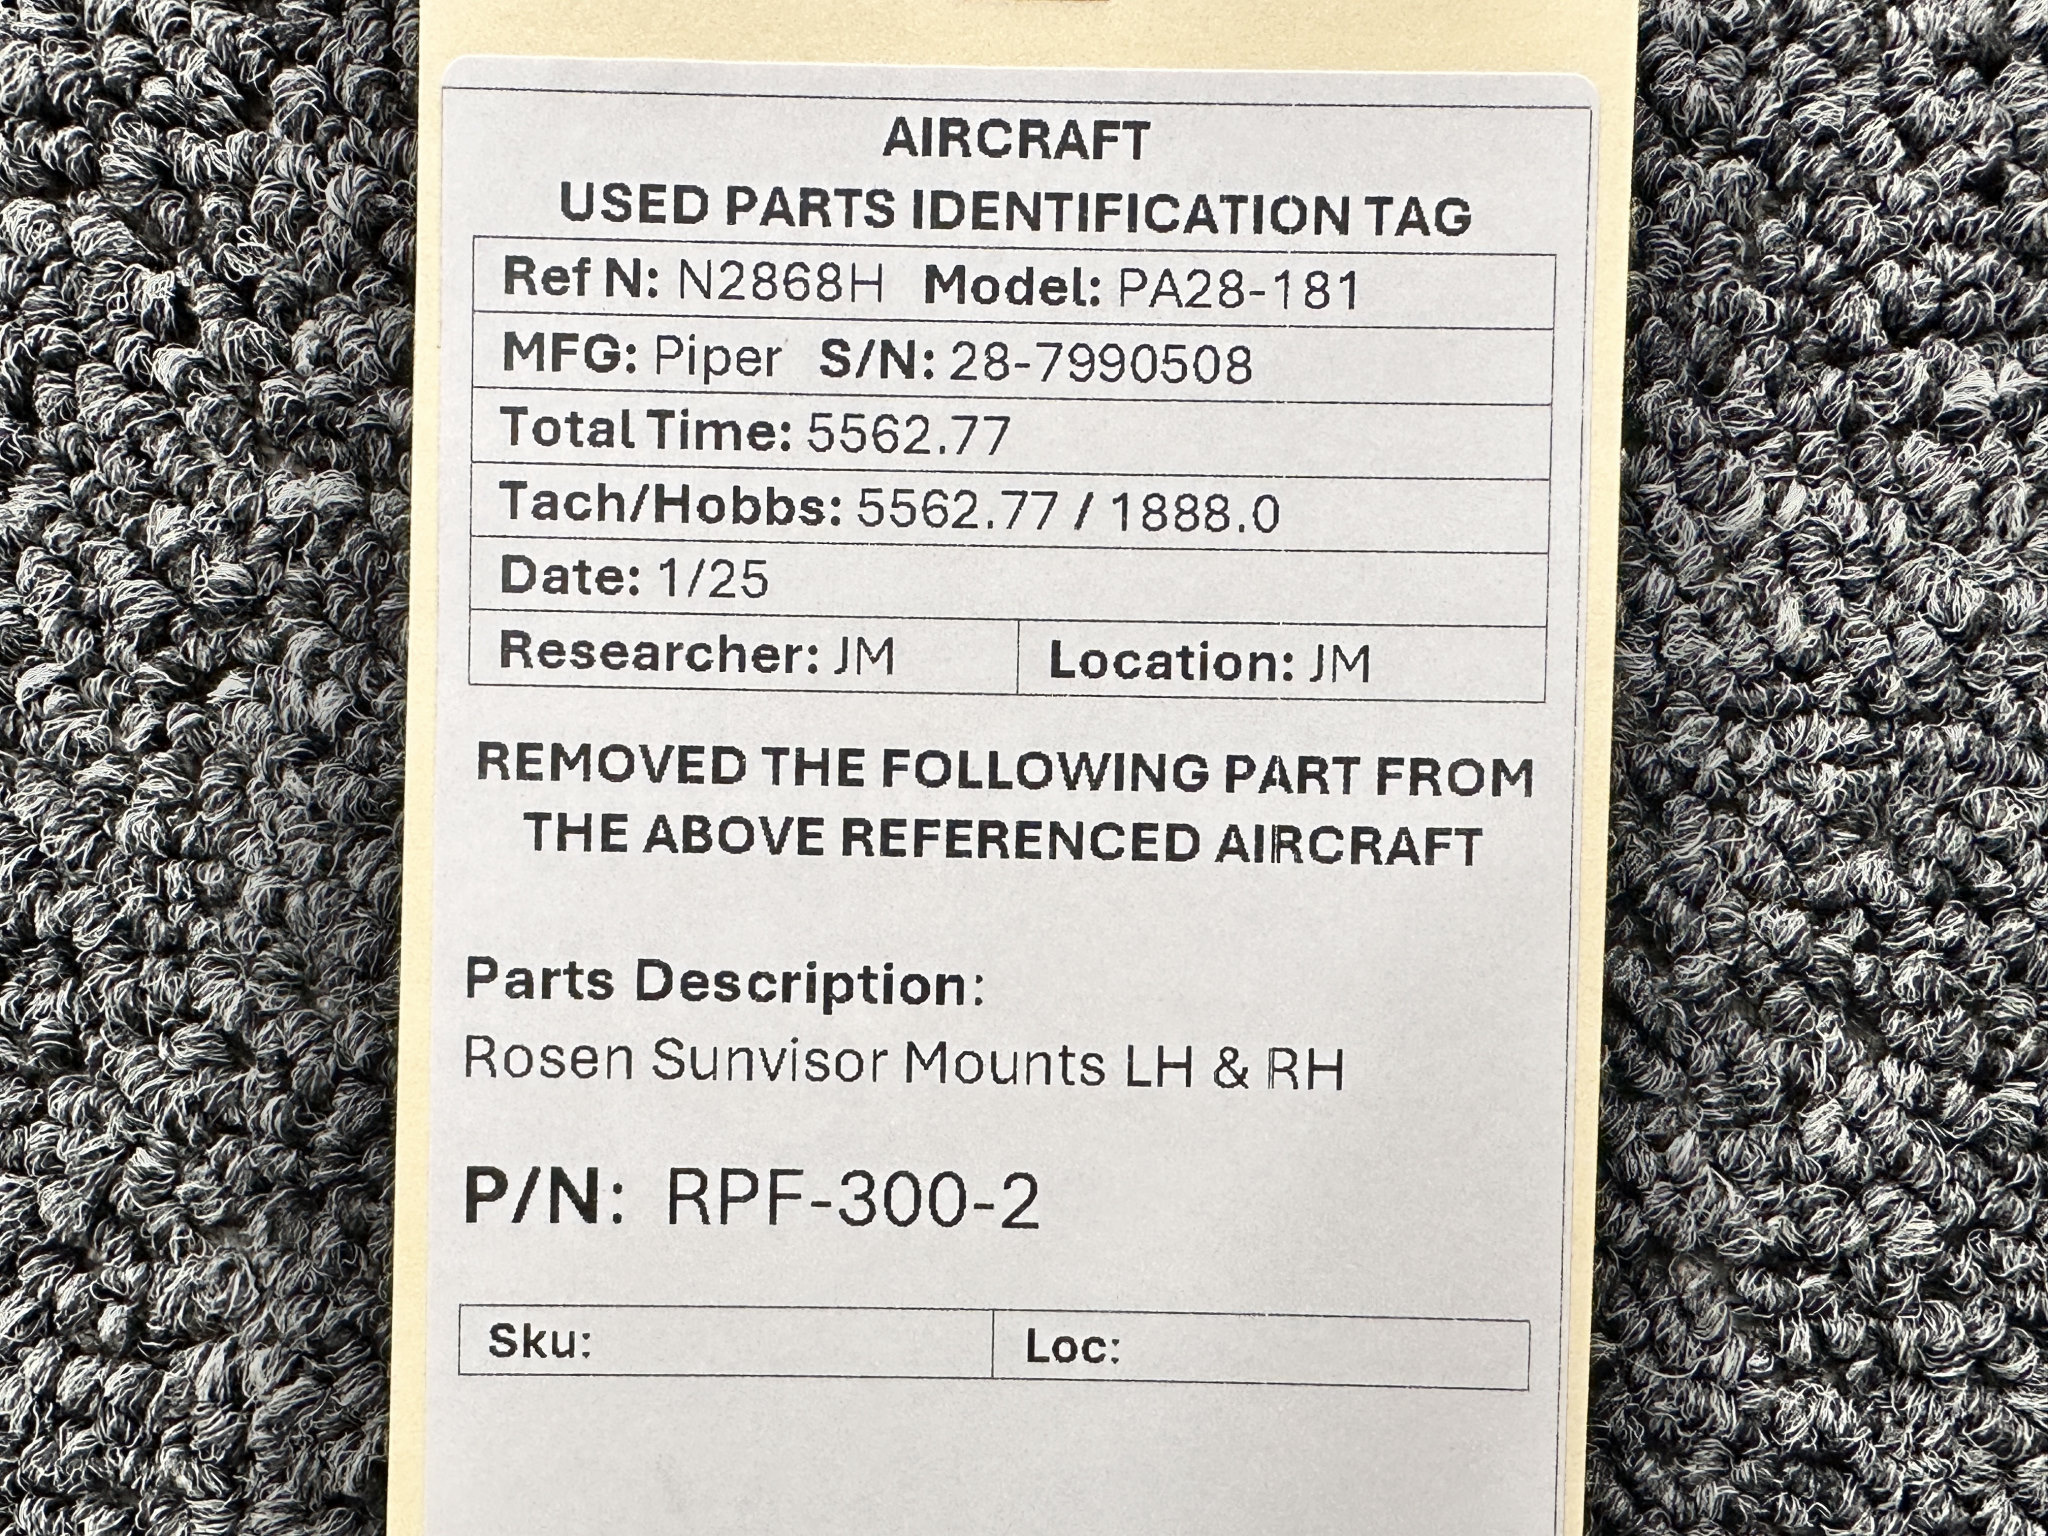 AIRCRAFT
USED PARTS IDENTIFICATION TAG
Ref N: N2868H Model: PA28-181
MFG: Piper S/N: 28-7990508
Total Time: 5562.77
Tach/Hobbs: 5562.77 / 1888.0
Date: 1/25
Researcher: JM Location: JM
REMOVED THE FOLLOWING PART FROM
THE ABOVE REFERENCED AIRCRAFT
Parts Description:
Rosen Sunvisor Mounts LH & RH
P/N: RPF-300-2
Sku: Loc: